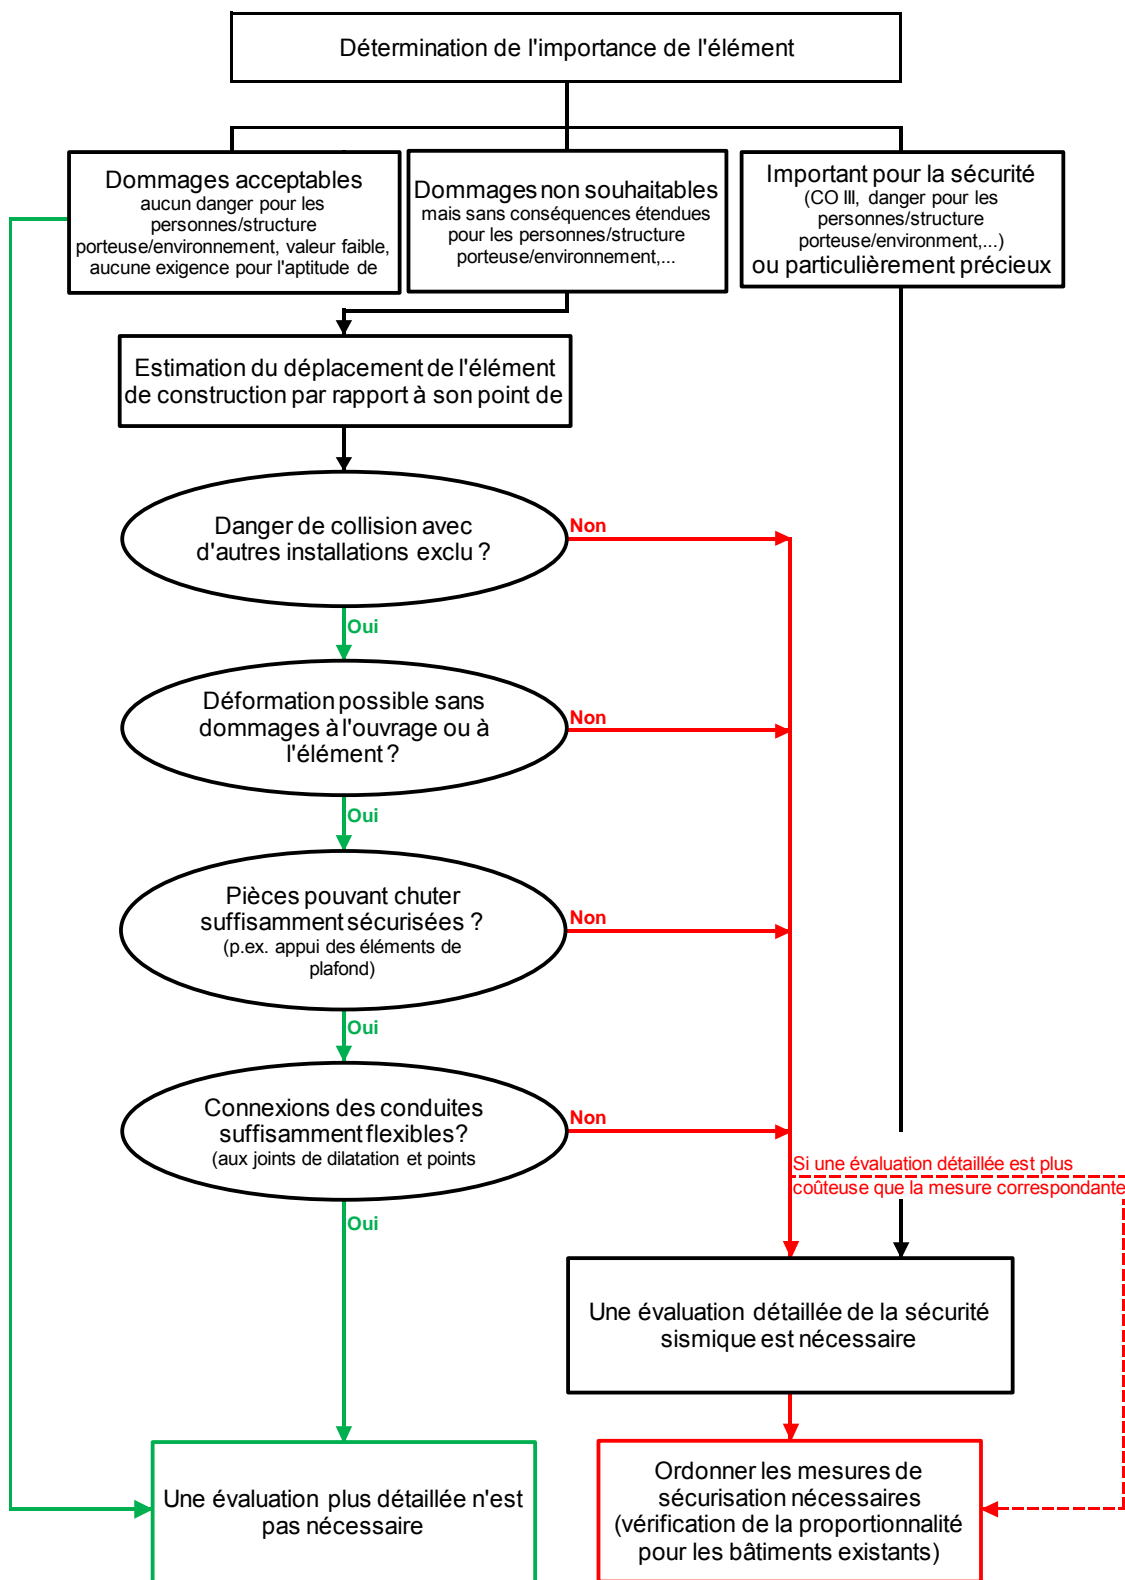 Détermination de l'importance de l'élément
Dommages acceptables
aucun danger pour les
personnes/structure
porteuse/environnement, valeur faible,
aucune exigence pour l'aptitude de
Dommages non souhaitables
mais sans conséquences étendues
pour les personnes/structure
porteuse/environnement,...
Important pour la sécurité
(CO III, danger pour les
personnes/structure
porteuse/environment,...)
ou particulièrement précieux
Estimation du déplacement de l'élément
de construction par rapport à son point de
Danger de collision avec
d'autres installations exclu ?
Non
Oui
Déformation possible sans
dommages à l'ouvrage ou à
l'élément ?
Non
Oui
Pièces pouvant chuter
suffisamment sécurisées ?
(p.ex. appui des éléments de
plafond)
Non
Oui
Connexions des conduites
suffisamment flexibles?
(aux joints de dilatation et points
Non
Oui
Si une évaluation détaillée est plus
coûteuse que la mesure correspondante
Une évaluation détaillée de la sécurité
sismique est nécessaire
Une évaluation plus détaillée n'est
pas nécessaire
Ordonner les mesures de
sécurisation nécessaires
(vérification de la proportionnalité
pour les bâtiments existants)